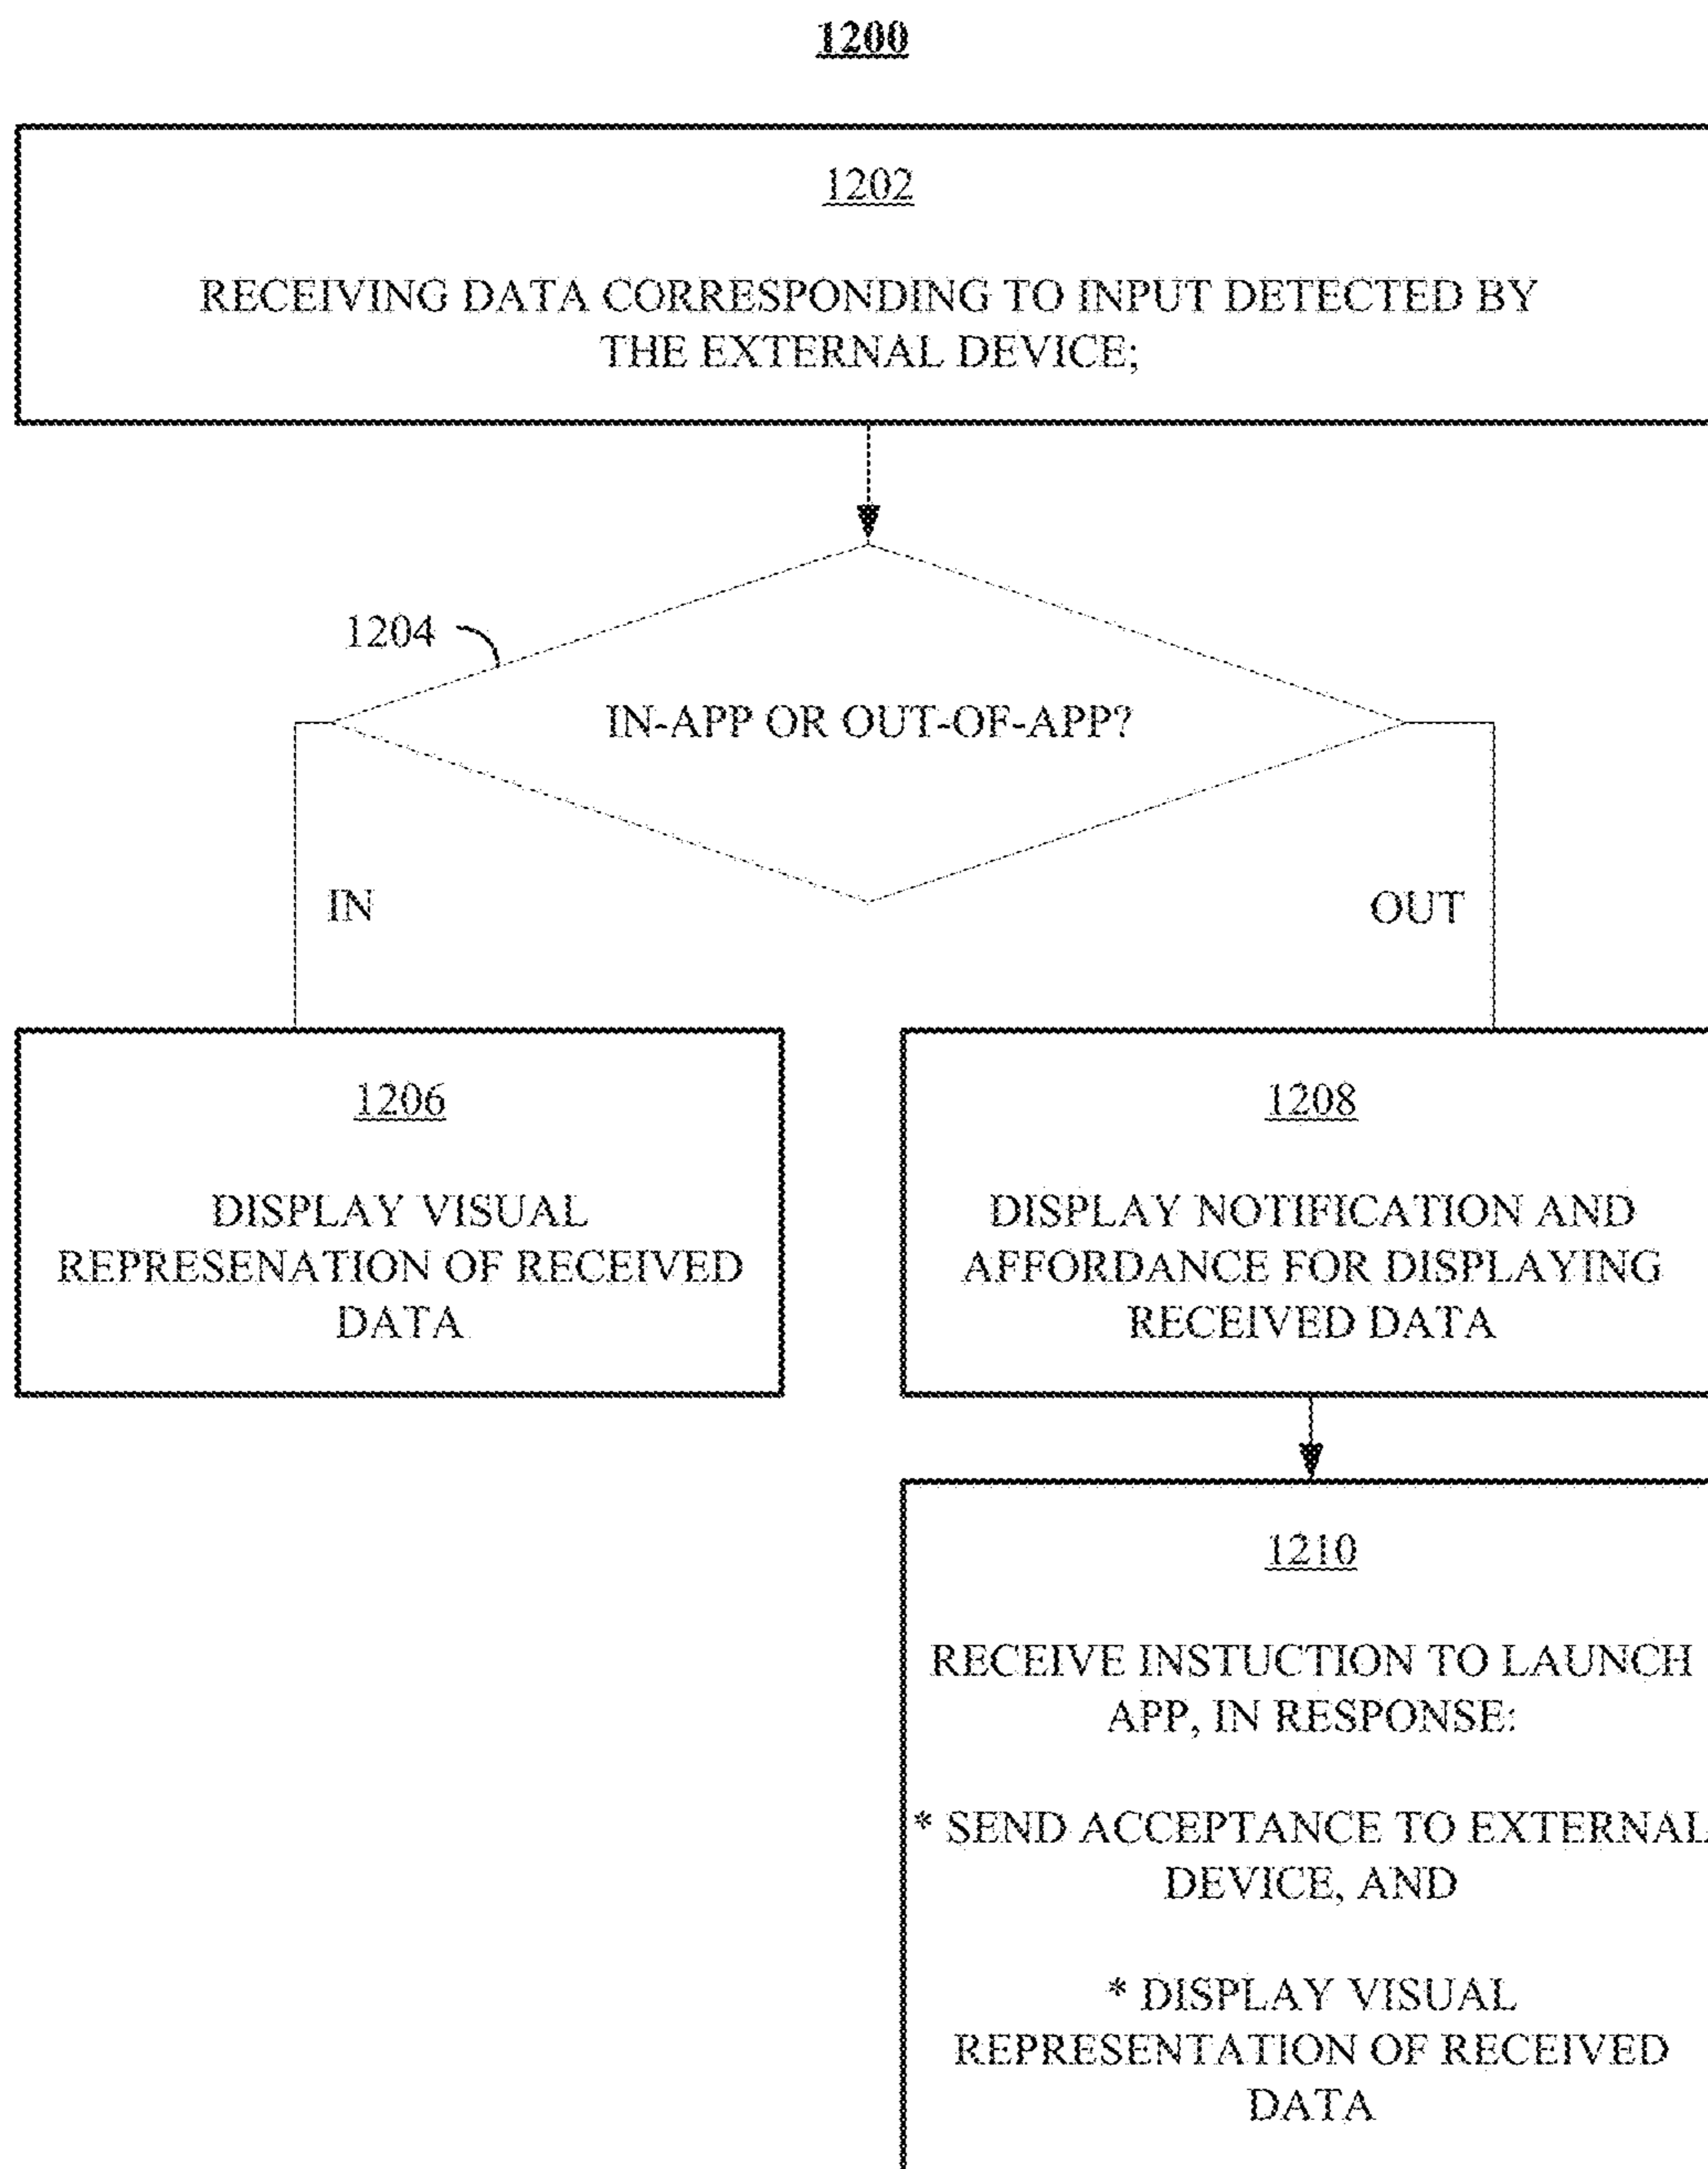 1200
1202
RECEIVING DATA CORRESPONDING TO INPUT DETECTED BY
THE EXTERNAL DEVICE;
1204
IN-APP OR OUT-OF-APP?
IN
OUT
1206
DISPLAY VISUAL
REPRESENATION OF RECEIVED
DATA
1208
DISPLAY NOTIFICATION AND
AFFORDANCE FOR DISPLAYING
RECEIVED DATA
1210
RECEIVE INSTUCTION TO LAUNCH
APP, IN RESPONSE:
* SEND ACCEPTANCE TO EXTERNAL
DEVICE, AND
* DISPLAY VISUAL
REPRESENTATION OF RECEIVED
DATA